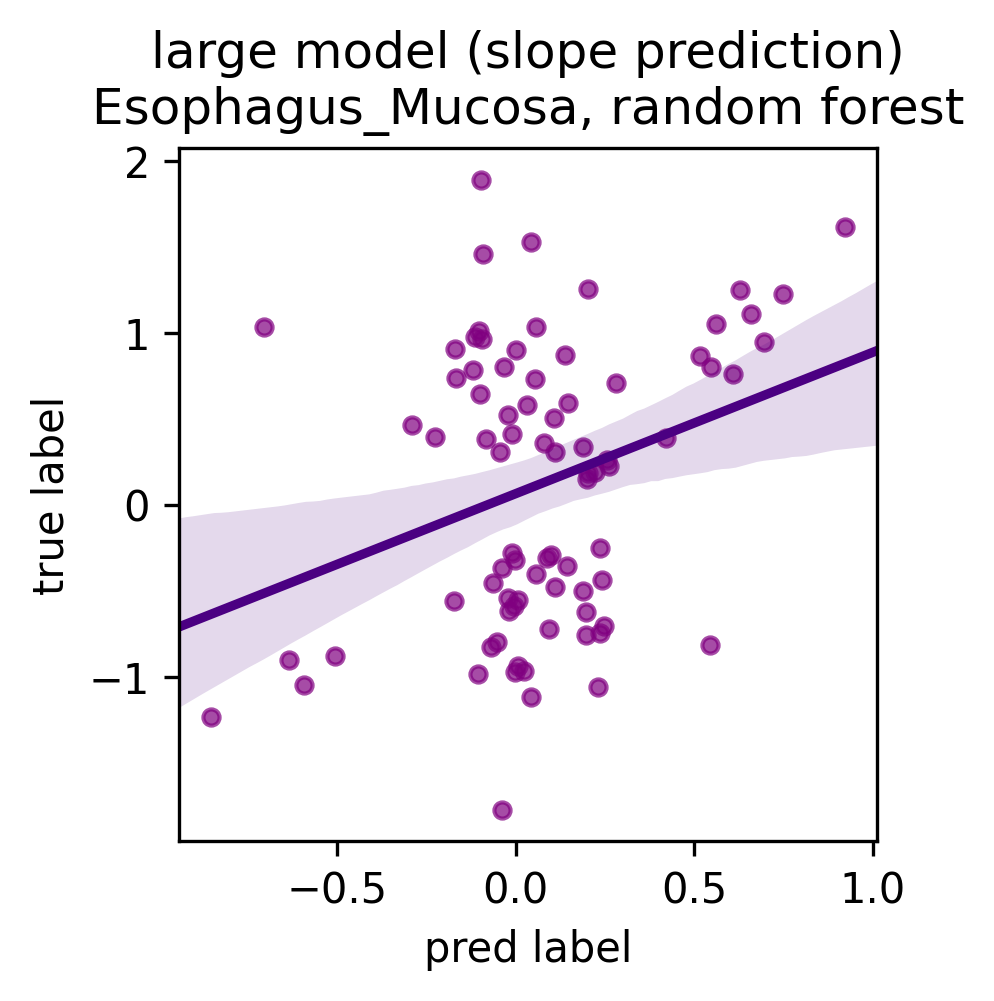 large model (slope prediction)
Esophagus_Mucosa, random forest
2
1
0
−1
true label
−0.5
0.0
0.5
1.0
pred label